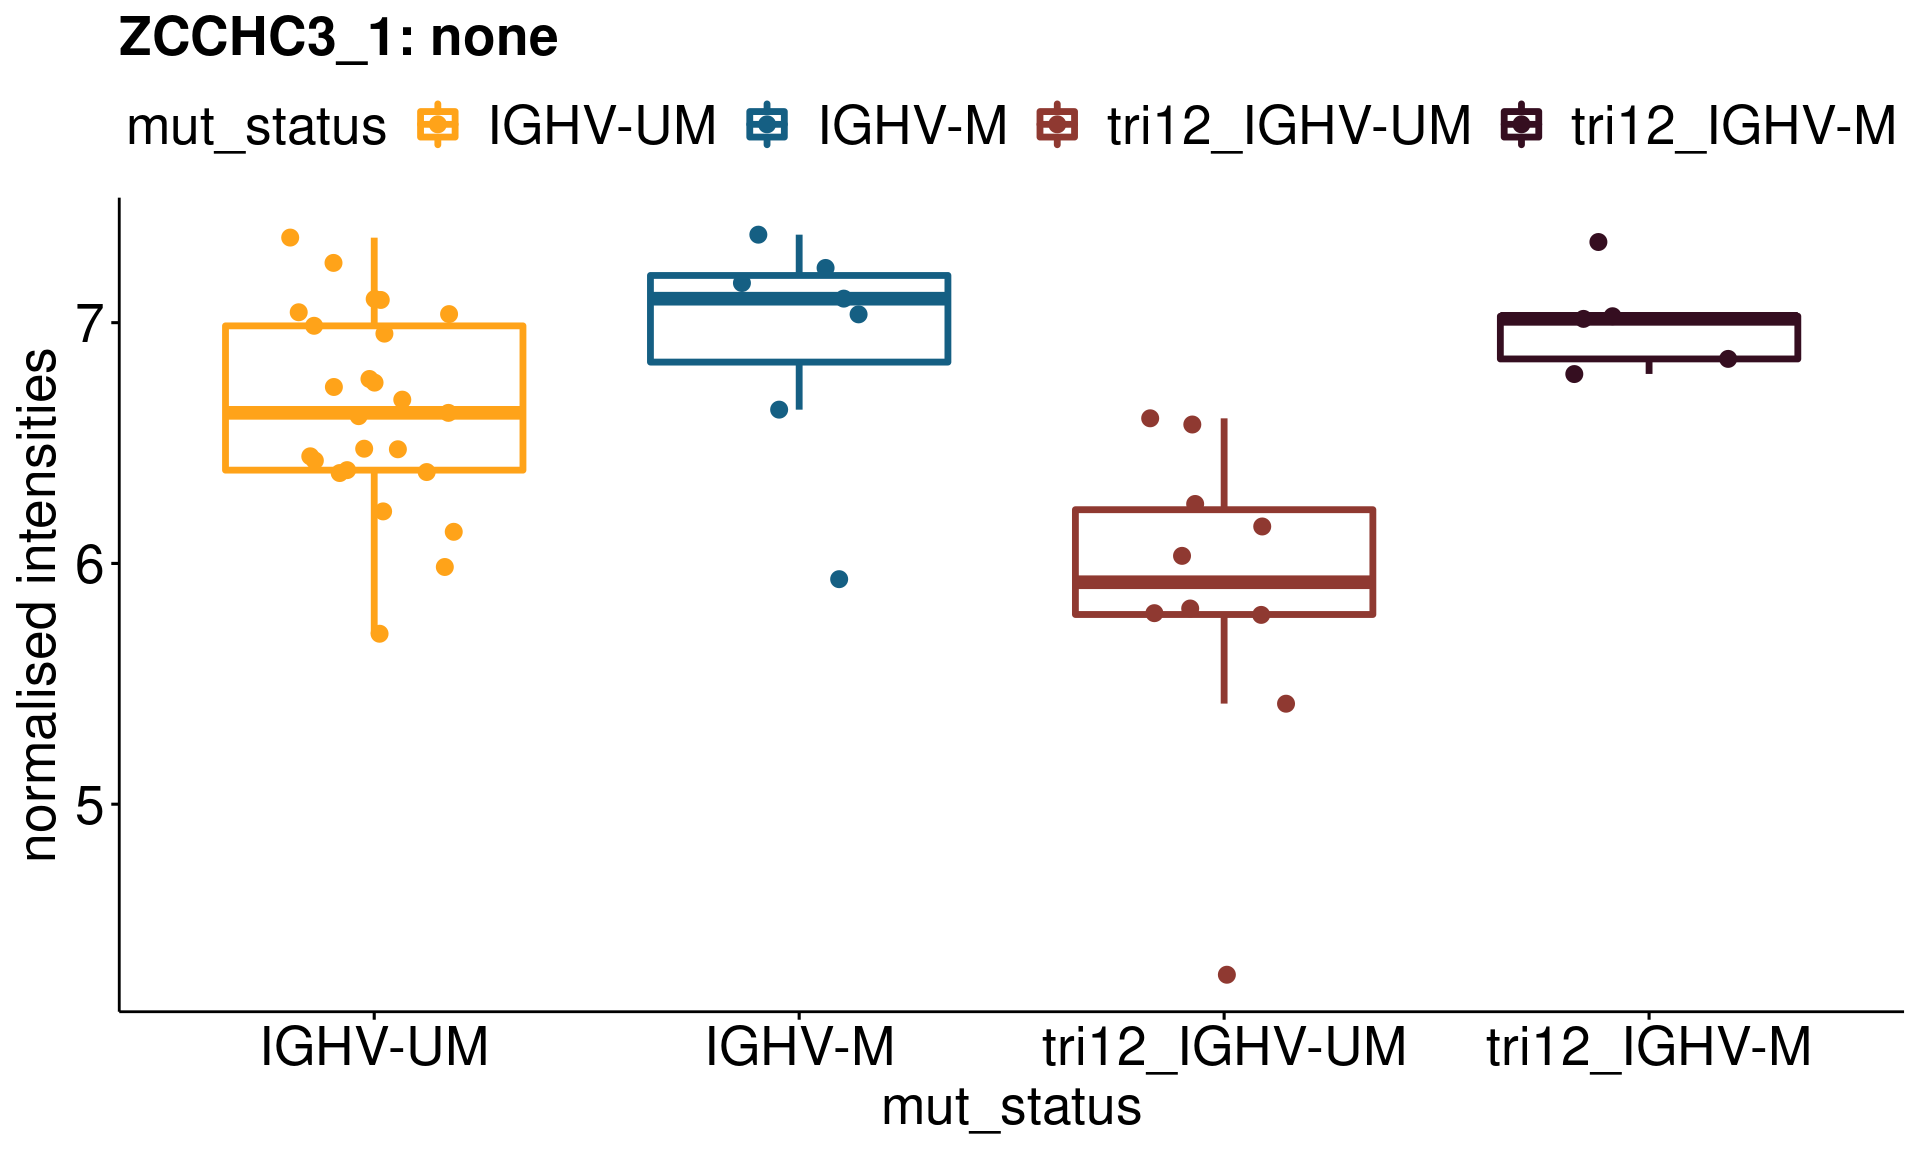 ZCCHC3_1: none
mut_status IGHV-UM IGHV-M tri12_IGHV-UM tri12_IGHV-M
normalised intensities
7
6
5
IGHV-UM IGHV-M tri12_IGHV-UM tri12_IGHV-M
mut_status